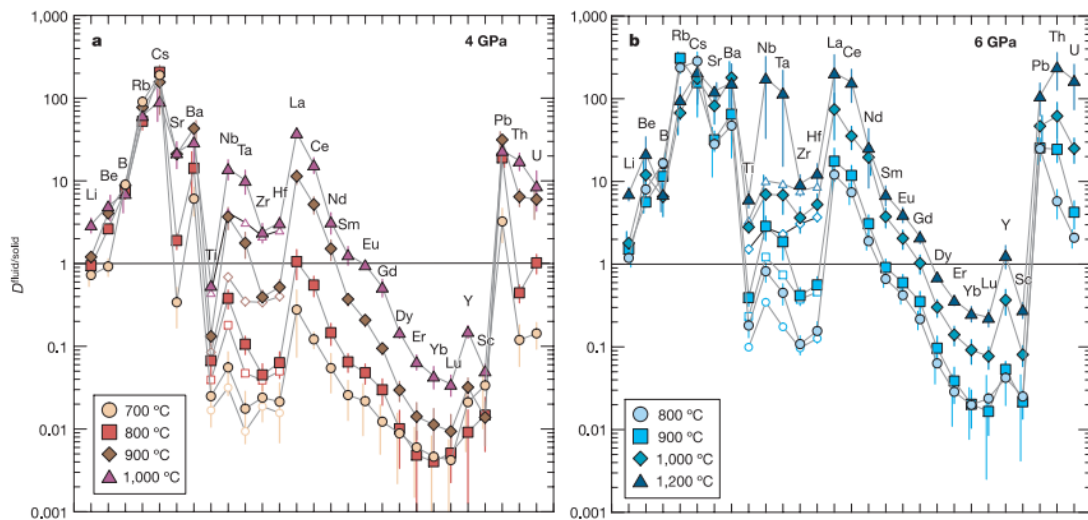 a
4 GPa
1,000
100
10
1
0.1
0.01
0.001
D^fluid/solid
Li
Be
B
Rb
Cs
Sr
Ba
Ti
Nb
Ta
Zr
Hf
La
Ce
Nd
Sm
Eu
Gd
Dy
Er
Yb
Lu
Y
Sc
Pb
Th
U
700 °C
800 °C
900 °C
1,000 °C
b
6 GPa
1,000
100
10
1
0.1
0.01
0,001
Li
Be
B
Rb
Cs
Sr
Ba
Ti
Nb
Ta
Zr
Hf
La
Ce
Nd
Sm
Eu
Gd
Dy
Er
Yb
Lu
Y
Sc
Pb
Th
U
800 °C
900 °C
1,000 °C
1,200 °C